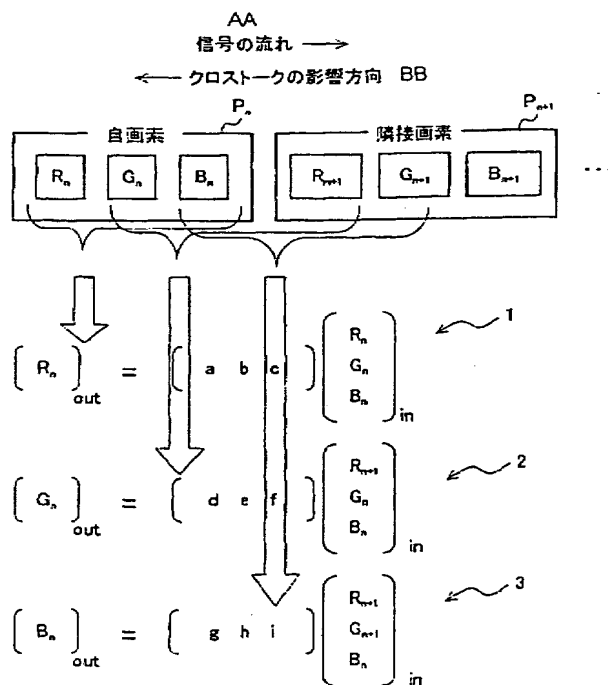 AA
信号の流れ →
← クロストークの影響方向 BB
Pn Pn+1
自画素 隣接画素
Rn Gn Bn Rn+1 Gn+1 Bn+1 ...
1
(Rn)out = (a b c) (Rn Gn Bn)in
2
(Gn)out = (d e f) (Rn+1 Gn Bn)in
3
(Bn)out = (g h i) (Rn+1 Gn+1 Bn)in